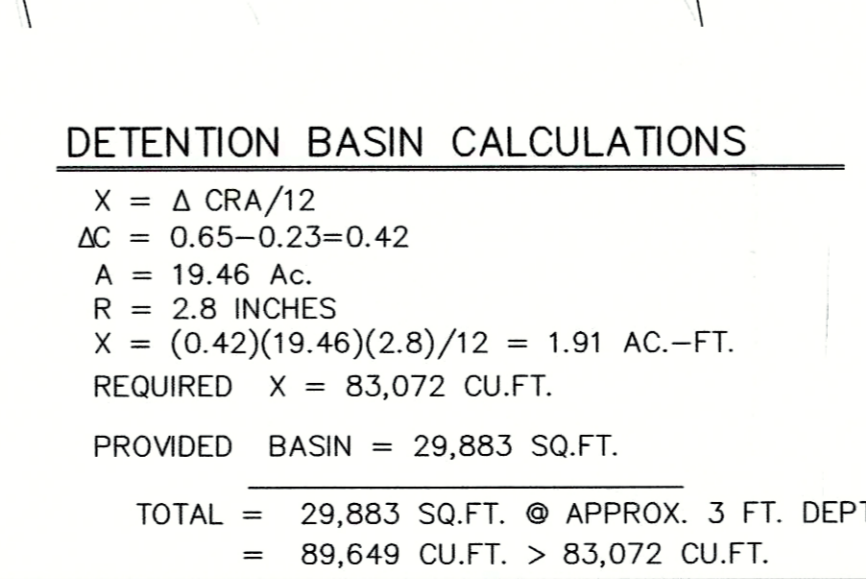 DETENTION BASIN CALCULATIONS
X = Δ CRA/12
ΔC = 0.65-0.23=0.42
A = 19.46 Ac.
R = 2.8 INCHES
X = (0.42)(19.46)(2.8)/12 = 1.91 AC.-FT.
REQUIRED X = 83,072 CU.FT.
PROVIDED BASIN = 29,883 SQ.FT.
TOTAL = 29,883 SQ.FT. @ APPROX. 3 FT. DEPT
= 89,649 CU.FT. > 83,072 CU.FT.